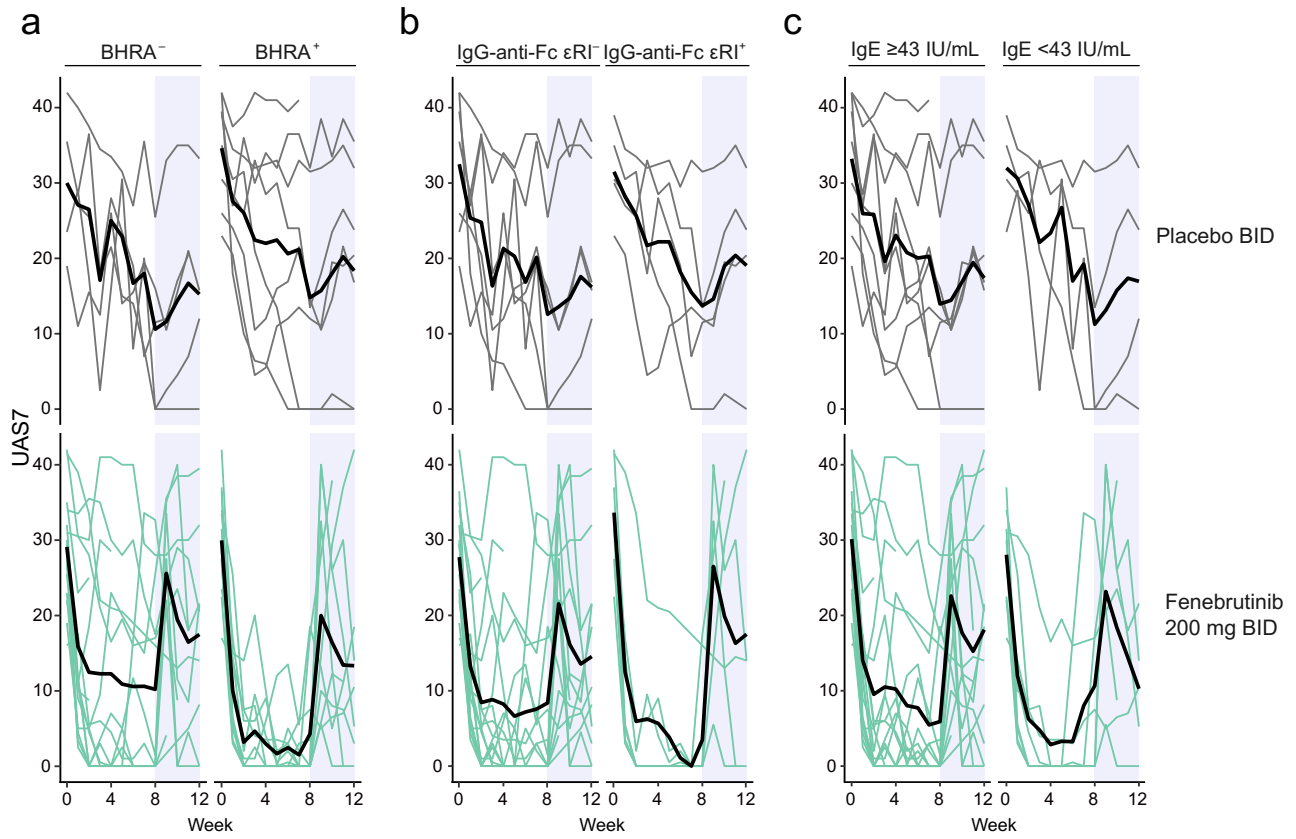 a b c
BHRA⁻ BHRA⁺ IgG-anti-Fc εRI⁻ IgG-anti-Fc εRI⁺ IgE ≥43 IU/mL IgE <43 IU/mL
40
30
20
10
0
Placebo BID
UAS7
40
30
20
10
0
Fenebrutinib
200 mg BID
0 4 8 12 0 4 8 12 0 4 8 12 0 4 8 12 0 4 8 12 0 4 8 12
Week Week Week